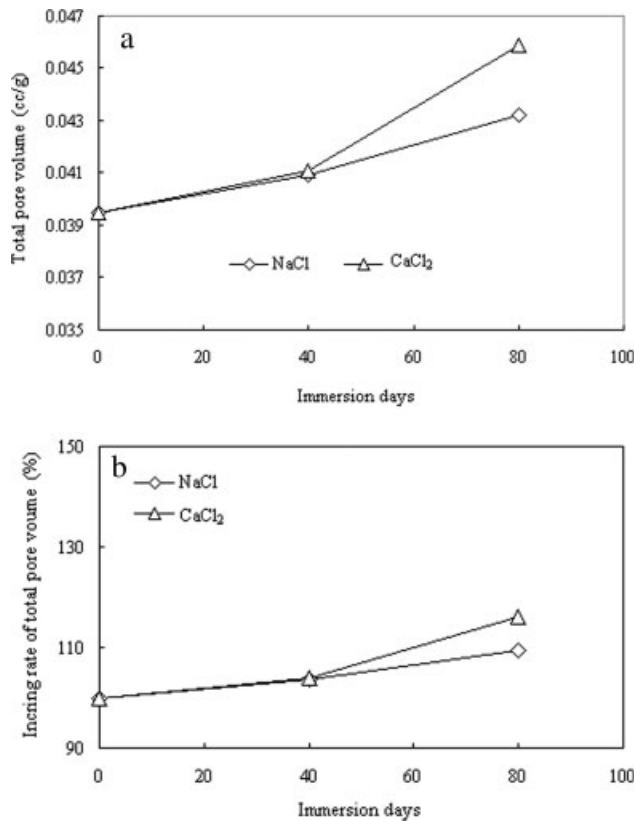 a
Total pore volume (cc/g)
0.047
0.045
0.043
0.041
0.039
0.037
0.035
NaCl
CaCl₂
0 20 40 60 80 100
Immersion days
b
Incring rate of total pore voume (%)
150
130
110
90
NaCl
CaCl₂
0 20 40 60 80 100
Immersion days